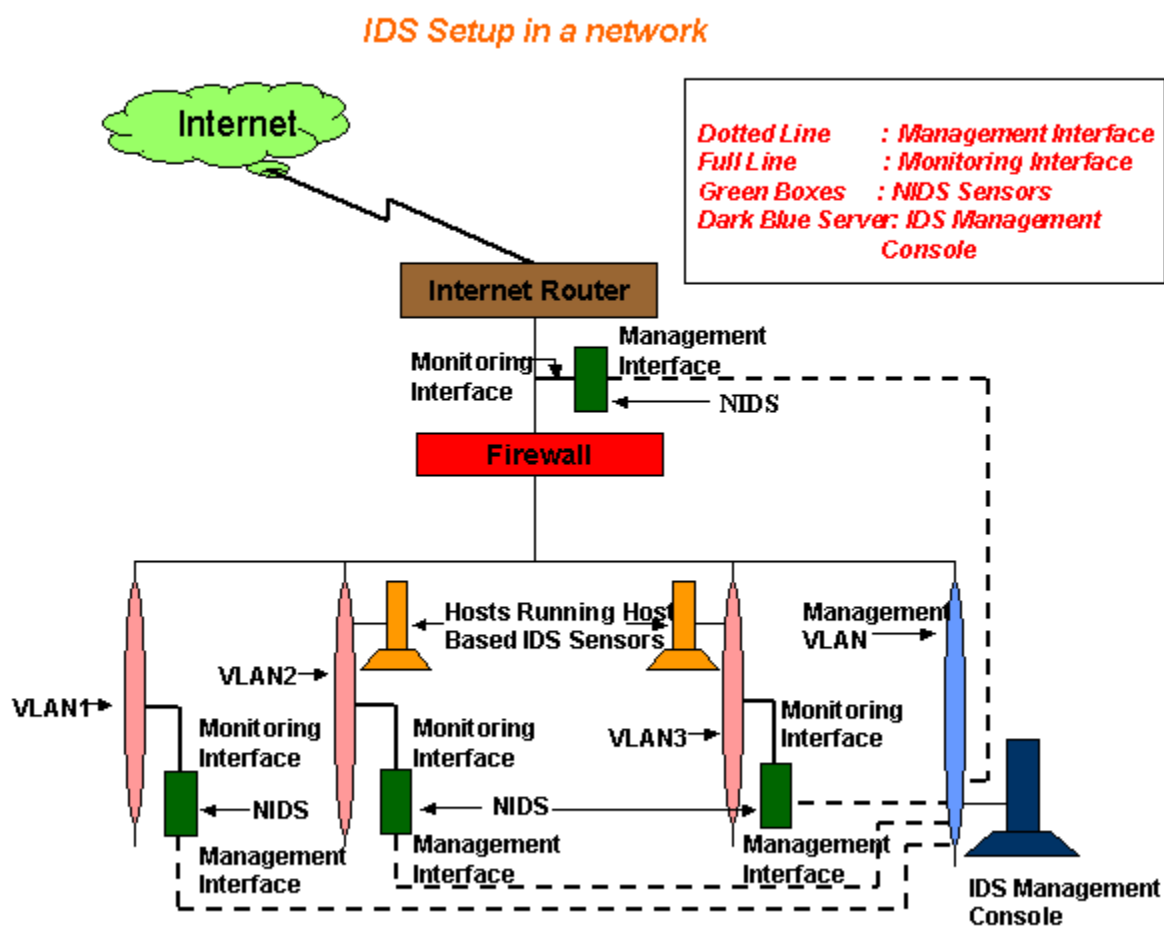 IDS Setup in a network
Internet
Dotted Line : Management Interface
Full Line : Monitoring Interface
Green Boxes : NIDS Sensors
Dark Blue Server: IDS Management
Console
Internet Router
Management
Interface
Monitoring
Interface
NIDS
Firewall
Hosts Running Host
Based IDS Sensors
Management
VLAN
VLAN2
VLAN1
Monitoring
Interface
Monitoring
Interface
VLAN3
Monitoring
Interface
NIDS
NIDS
Management
Interface
Management
Interface
Management
Interface
IDS Management
Console